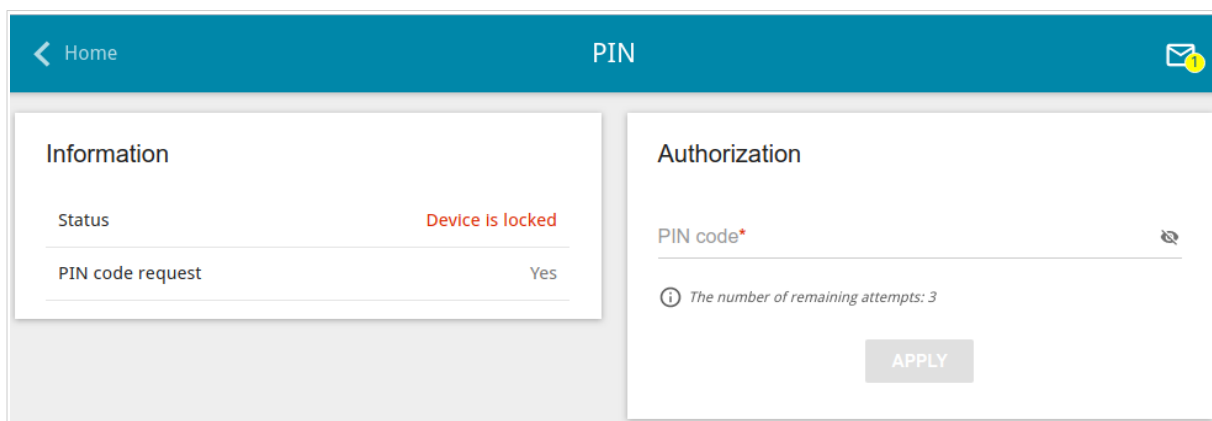 Home
PIN
1
Information
Status Device is locked
PIN code request Yes
Authorization
PIN code*
The number of remaining attempts: 3
APPLY